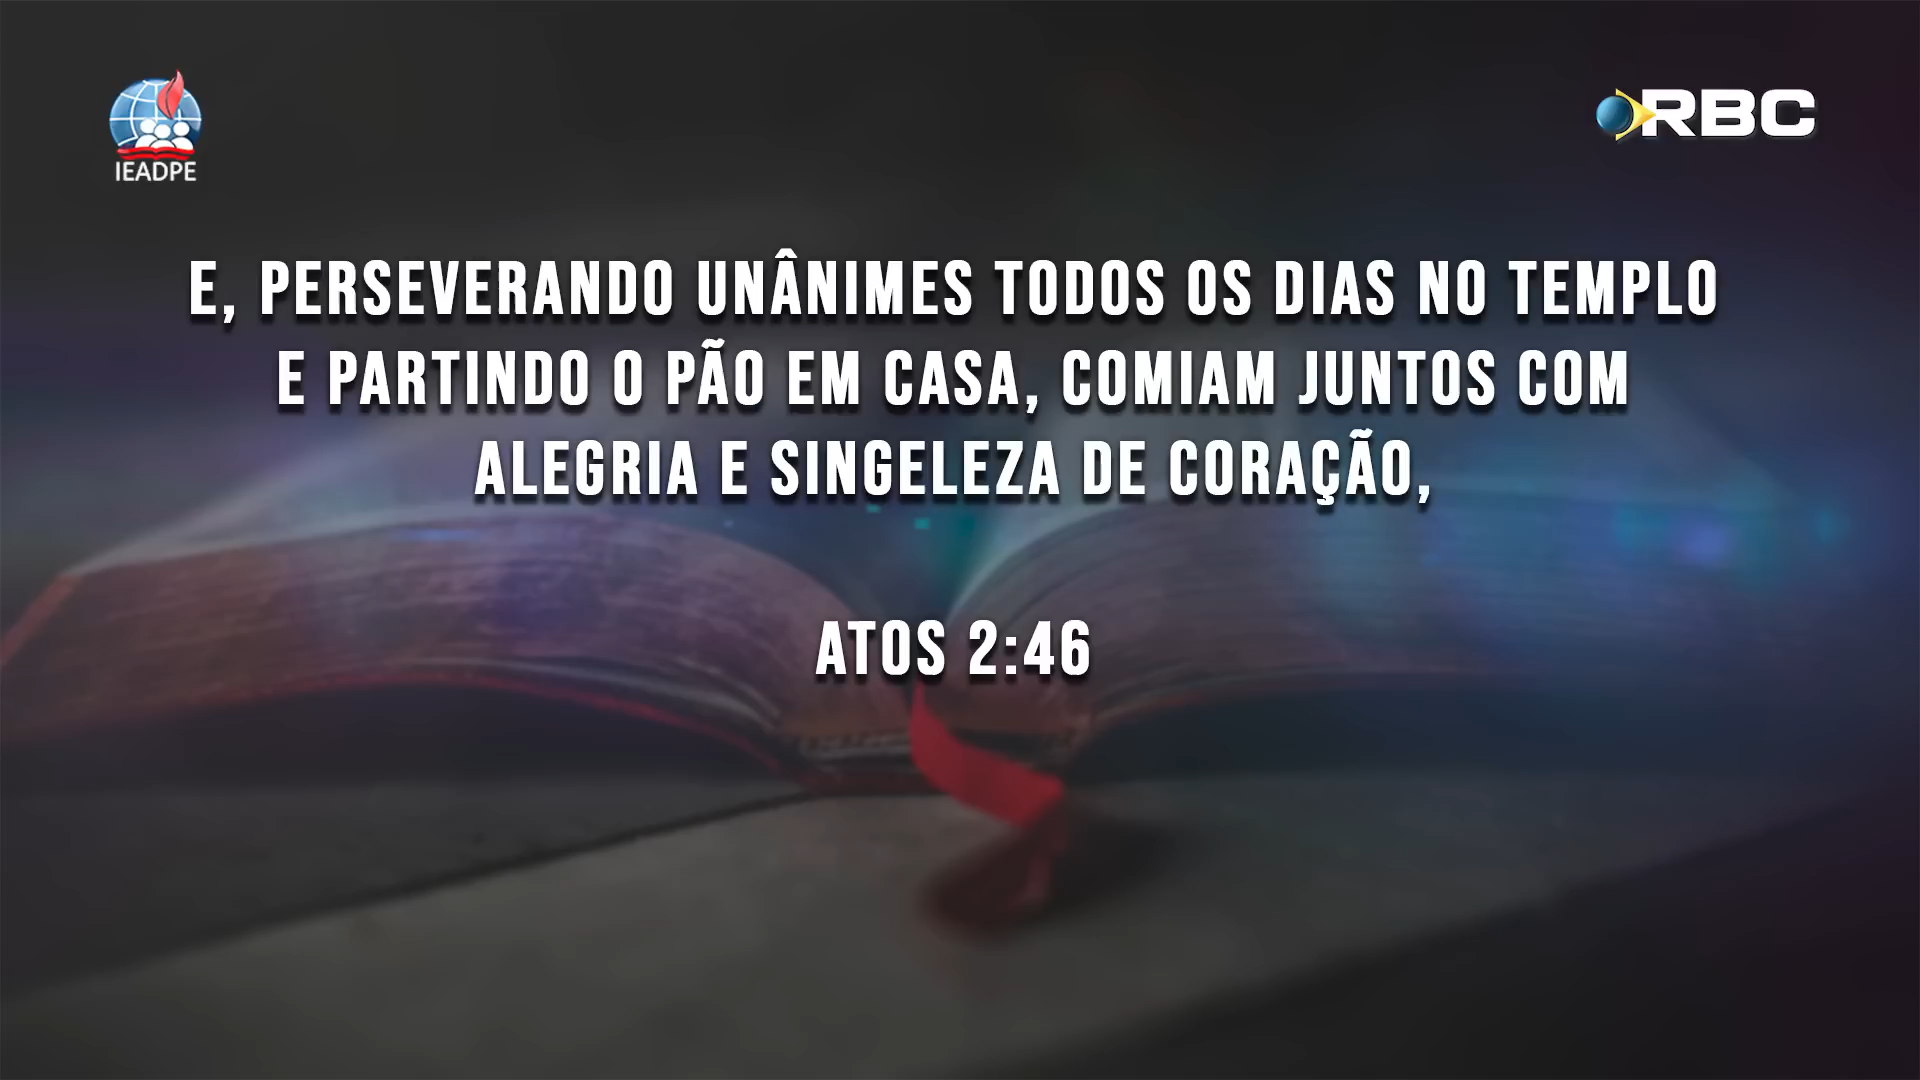 IEADPE
RBC
E, PERSEVERANDO UNÂNIMES TODOS OS DIAS NO TEMPLO
E PARTINDO O PÃO EM CASA, COMIAM JUNTOS COM
ALEGRIA E SINGELEZA DE CORAÇÃO,
ATOS 2:46